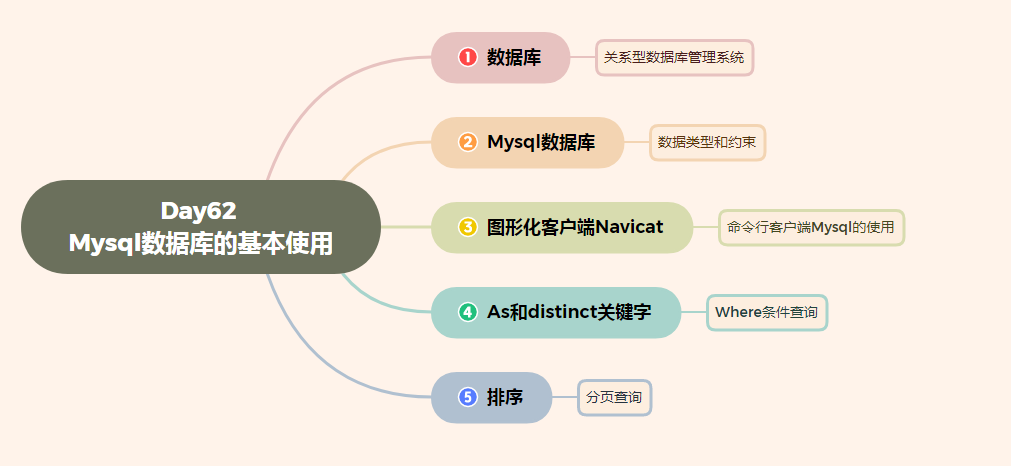 Day62
Mysql数据库的基本使用
1 数据库
关系型数据库管理系统
2 Mysql数据库
数据类型和约束
3 图形化客户端Navicat
命令行客户端Mysql的使用
4 As和distinct关键字
Where条件查询
5 排序
分页查询